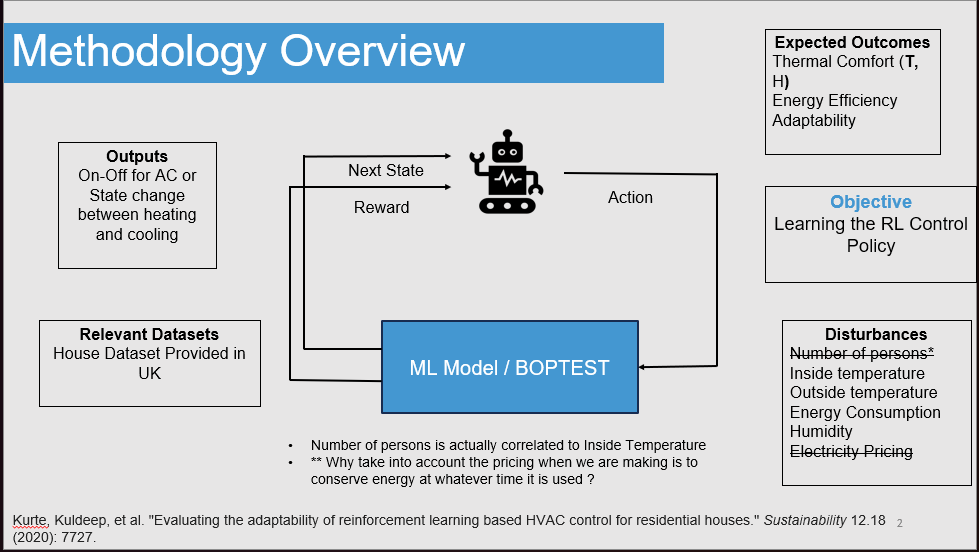 Methodology Overview
Expected Outcomes
Thermal Comfort (T,
H)
Energy Efficiency
Adaptability
Outputs
On-Off for AC or
State change
between heating
and cooling
Next State
Reward
Action
Objective
Learning the RL Control
Policy
Relevant Datasets
House Dataset Provided in
UK
ML Model / BOPTEST
Disturbances
Number of persons*
Inside temperature
Outside temperature
Energy Consumption
Humidity
Electricity Pricing
• Number of persons is actually correlated to Inside Temperature
• ** Why take into account the pricing when we are making is to
conserve energy at whatever time it is used ?
Kurte, Kuldeep, et al. "Evaluating the adaptability of reinforcement learning based HVAC control for residential houses." Sustainability 12.18
(2020): 7727.
2